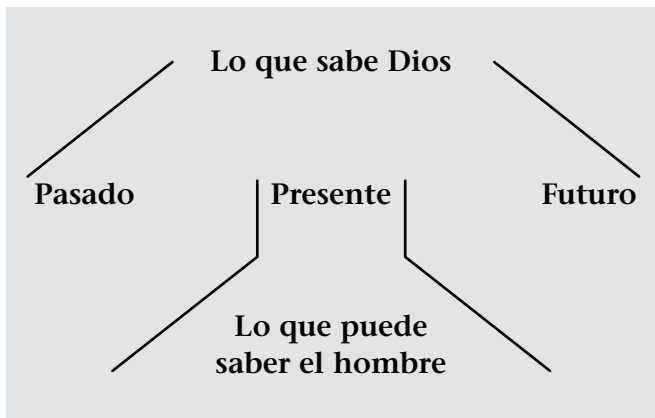 Lo que sabe Dios
Pasado Presente Futuro
Lo que puede
saber el hombre